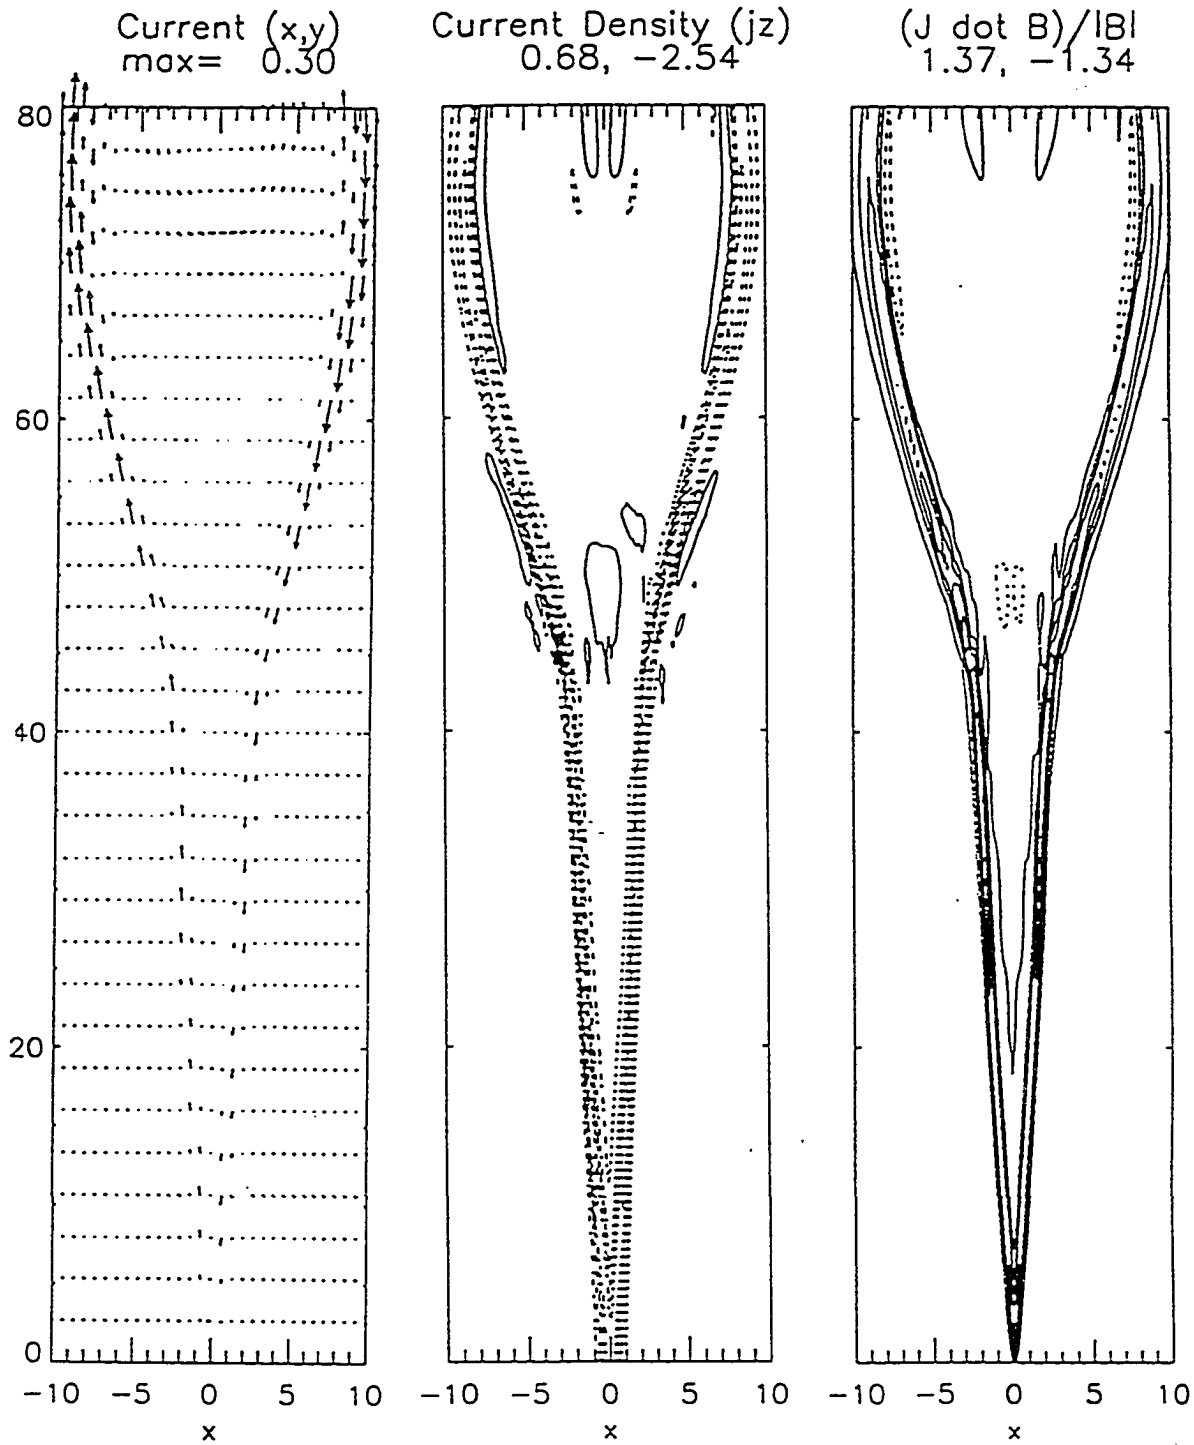 Current (x,y)
max= 0.30
Current Density (jz)
0.68, -2.54
(J dot B)/|B|
1.37, -1.34
80
60
40
20
0
-10 -5 0 5 10
x
-10 -5 0 5 10
x
-10 -5 0 5 10
x